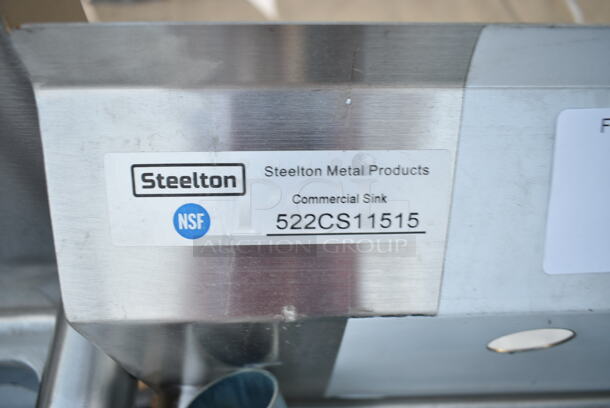 Steelton
Steelton Metal Products
Commercial Sink
NSF
522CS11515
AUCTION GROUP
F